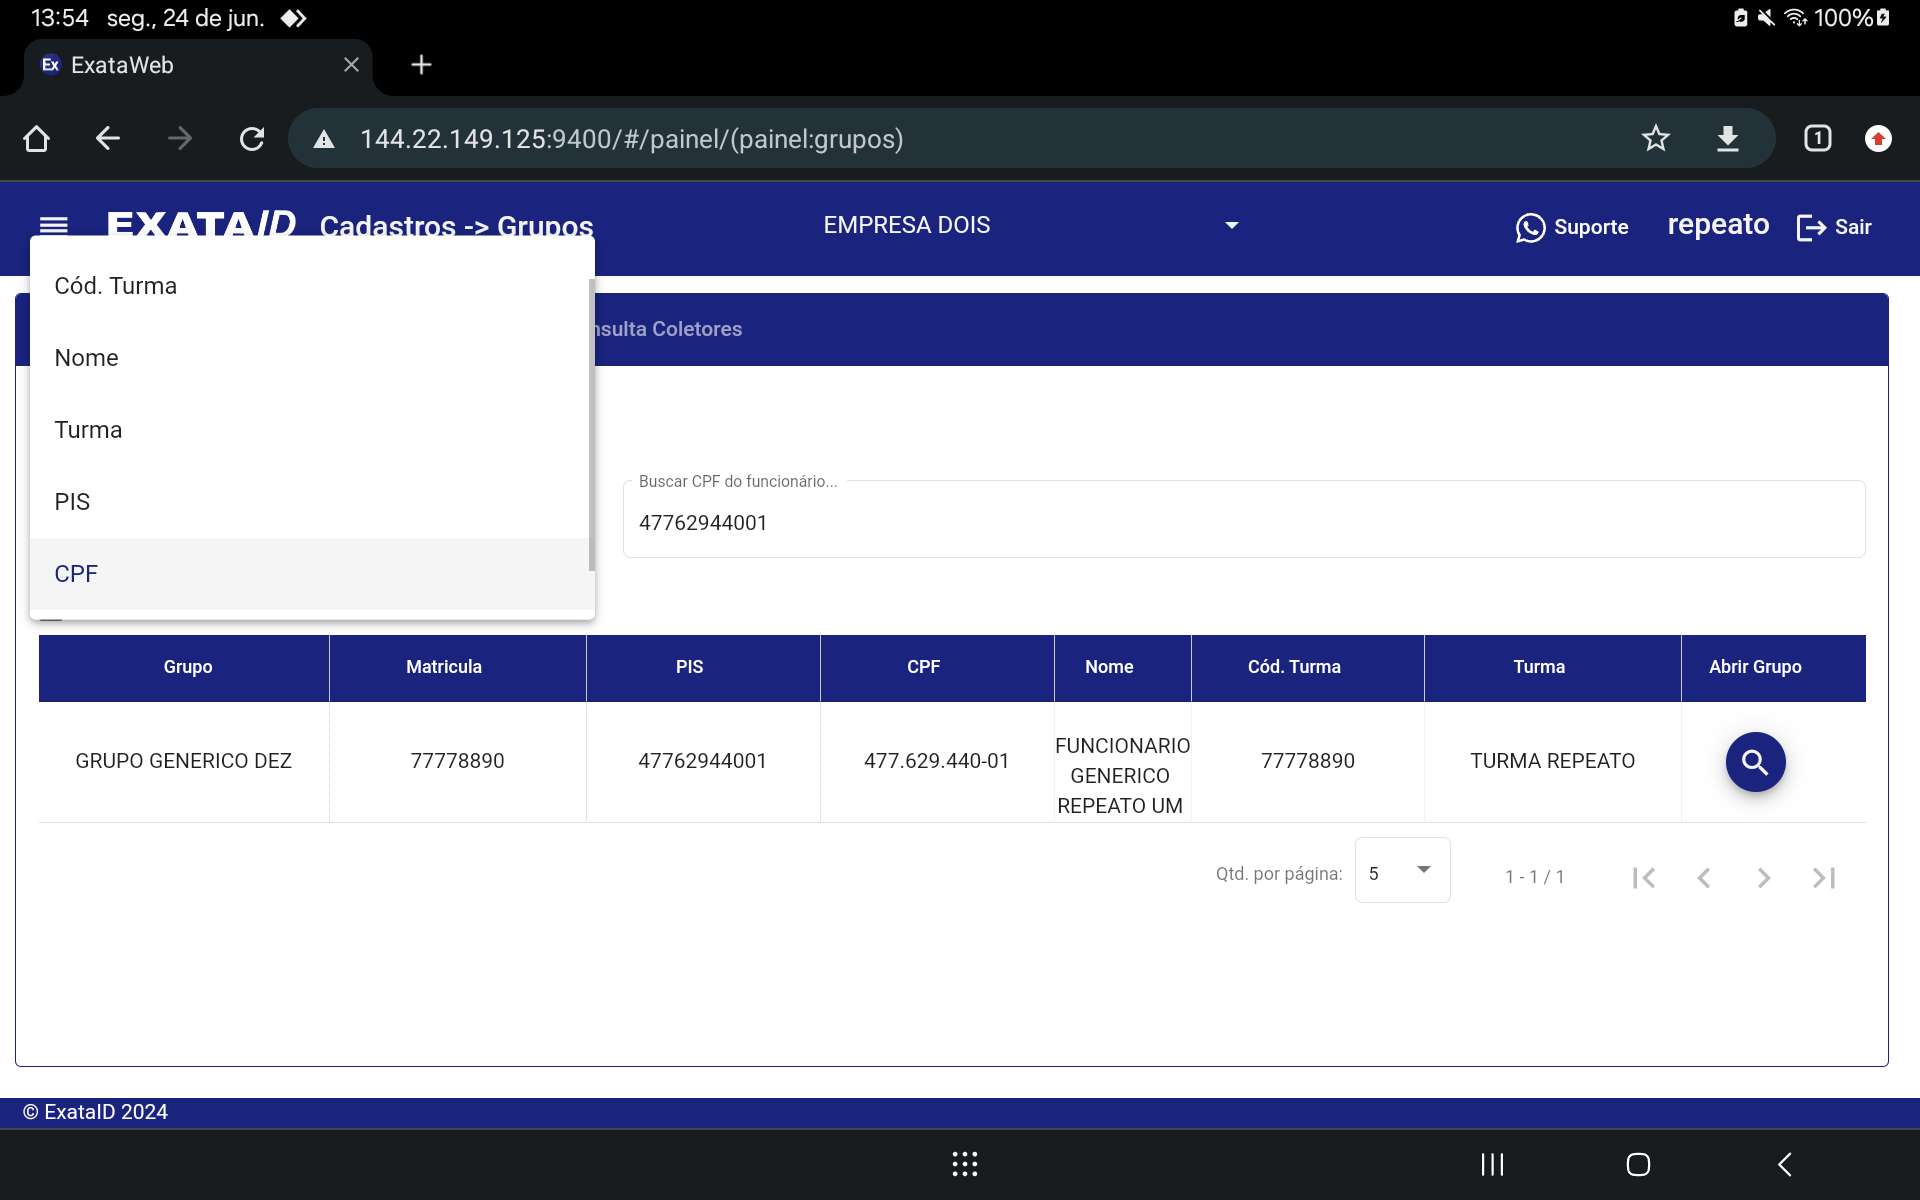 13:54 seg., 24 de jun. 100%
Ex ExataWeb
144.22.149.125:9400/#/painel/(painel:grupos) 1
EXATAID Cadastros -> Grupos EMPRESA DOIS Suporte repeato Sair
Cód. Turma
nsulta Coletores
Nome
Turma
Buscar CPF do funcionário...
PIS
47762944001
CPF
Grupo Matricula PIS CPF Nome Cód. Turma Turma Abrir Grupo
GRUPO GENERICO DEZ 77778890 47762944001 477.629.440-01 FUNCIONARIO 77778890 TURMA REPEATO
GENERICO
REPEATO UM
Qtd. por página: 5 1 - 1 / 1
© ExataID 2024